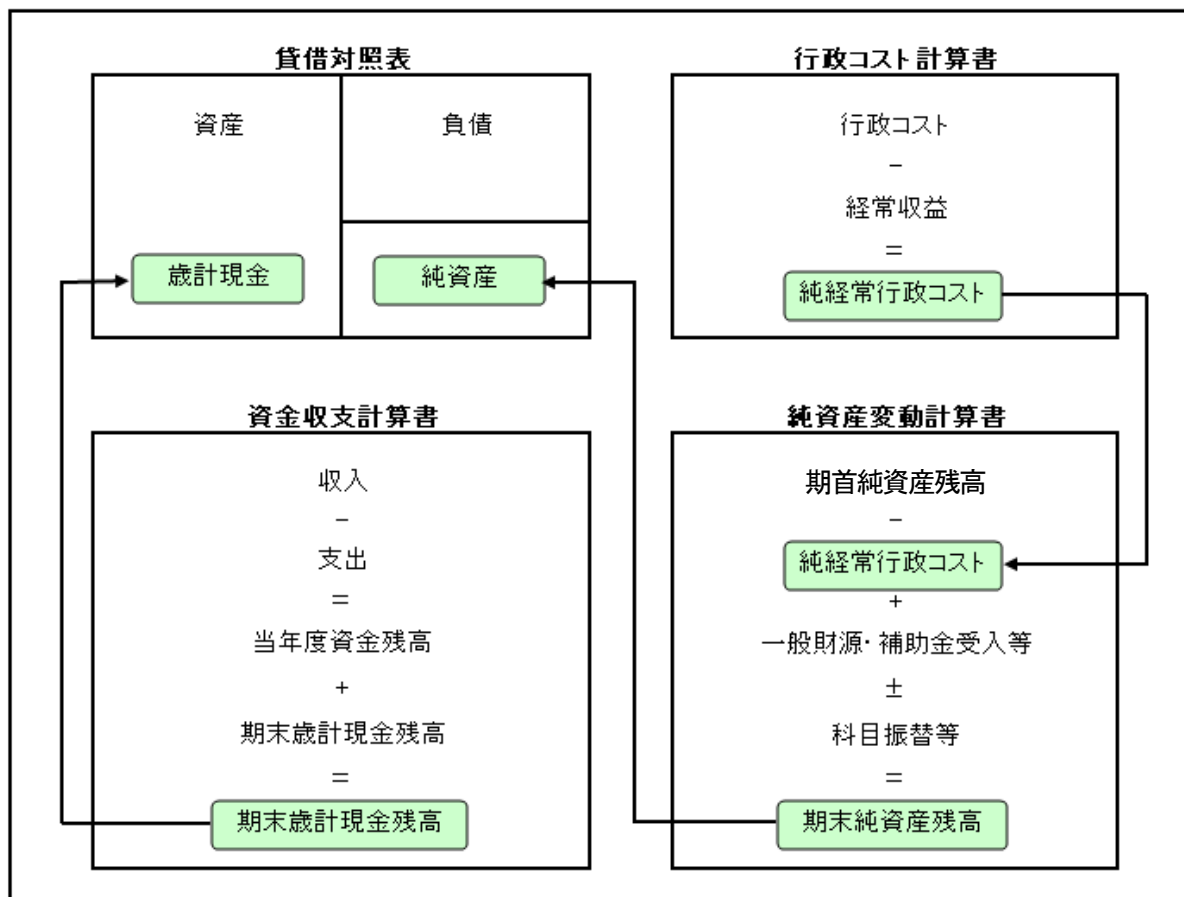 貸借対照表
資産
負債
歳計現金
純資産
行政コスト計算書
行政コスト
－
経常収益
＝
純経常行政コスト
資金収支計算書
収入
－
支出
＝
当年度資金残高
+
期末歳計現金残高
＝
期末歳計現金残高
純資産変動計算書
期首純資産残高
－
純経常行政コスト
+
一般財源・補助金受入等
±
科目振替等
＝
期末純資産残高